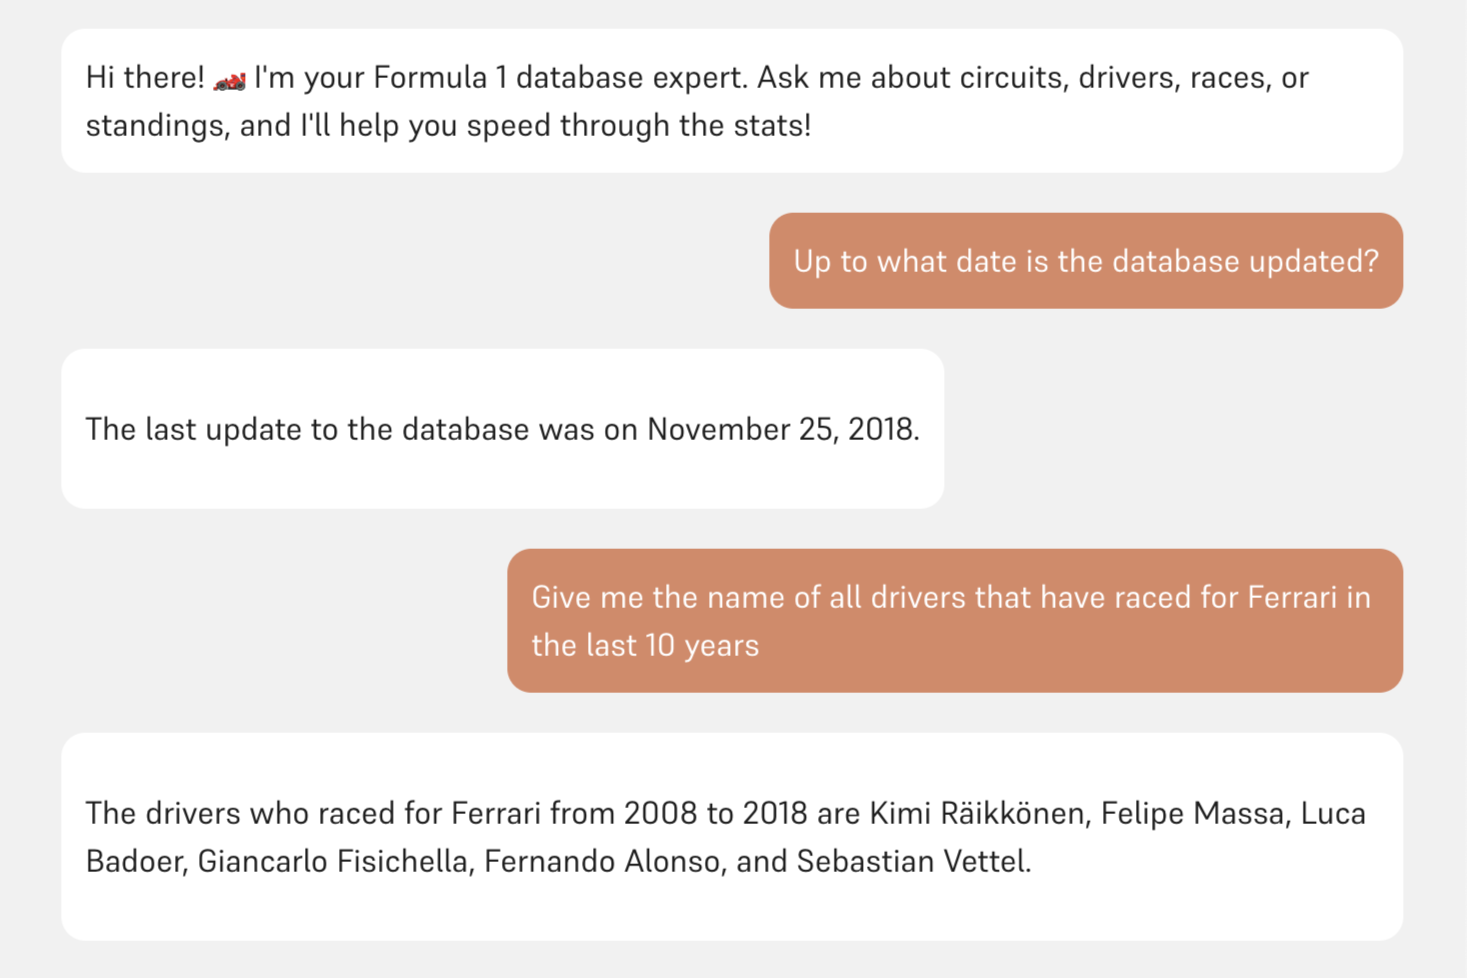 Hi there! 🏎️ I'm your Formula 1 database expert. Ask me about circuits, drivers, races, or
standings, and I'll help you speed through the stats!
Up to what date is the database updated?
The last update to the database was on November 25, 2018.
Give me the name of all drivers that have raced for Ferrari in
the last 10 years
The drivers who raced for Ferrari from 2008 to 2018 are Kimi Räikkönen, Felipe Massa, Luca
Badoer, Giancarlo Fisichella, Fernando Alonso, and Sebastian Vettel.